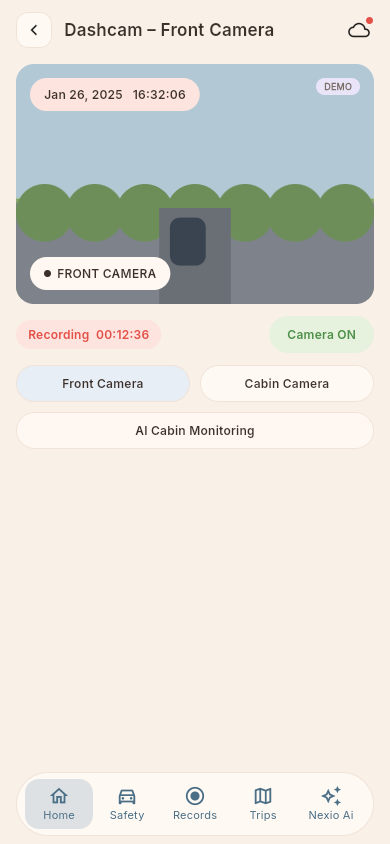 Dashcam – Front Camera
Jan 26, 2025 16:32:06
DEMO
FRONT CAMERA
Recording 00:12:36
Camera ON
Front Camera
Cabin Camera
AI Cabin Monitoring
Home
Safety
Records
Trips
Nexio Ai